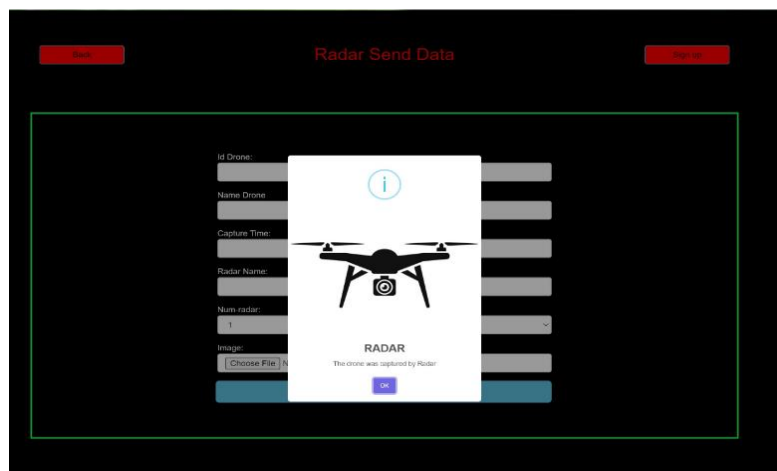 Back
Radar Send Data
Sign up
Id Drone:
Name Drone
Capture Time:
Radar Name:
Num-radar:
1
Image:
Choose File N
i
RADAR
The drone was captured by Radar
OK